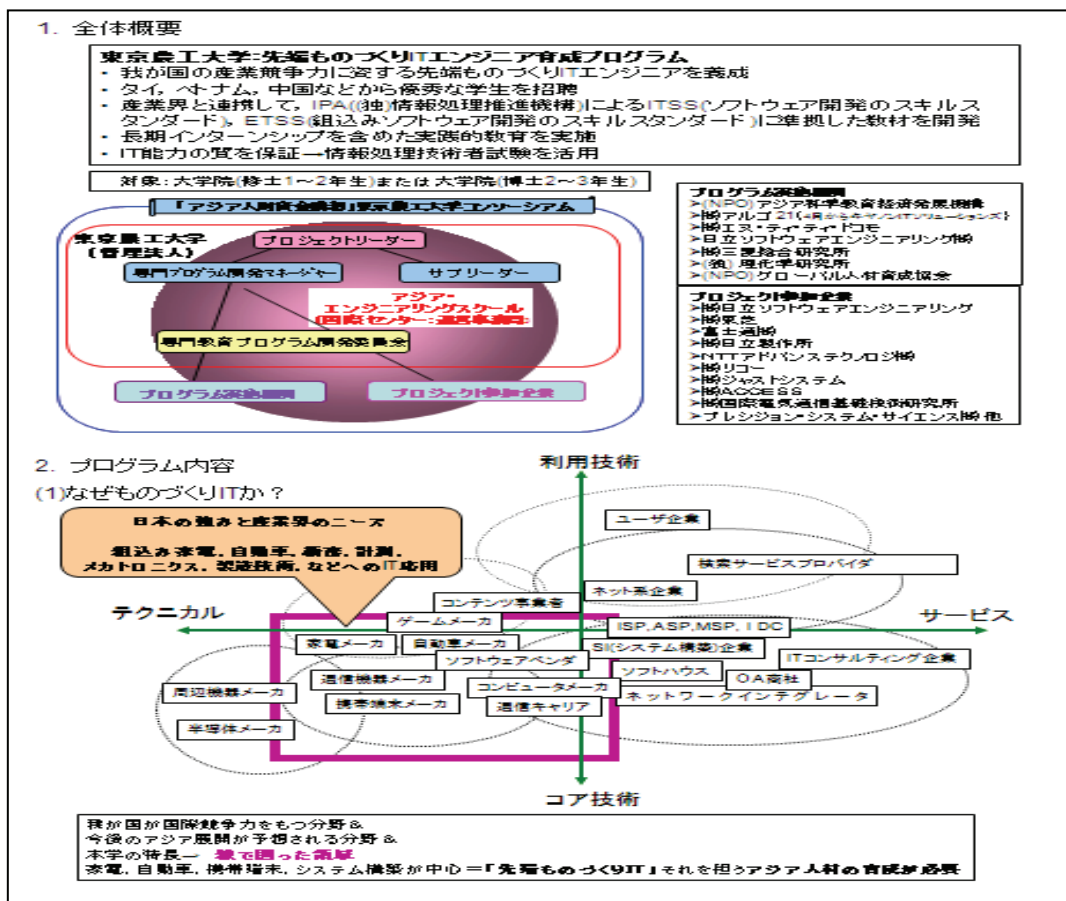 1. 全体概要
東京農工大学:先端ものづくりITエンジニア育成プログラム
・ 我が国の産業競争力に資する先端ものづくりITエンジニアを養成
・ タイ, ベトナム, 中国などから優秀な学生を招聘
・ 産業界と連携して, IPA((独)情報処理推進機構)によるITSS(ソフトウェア開発のスキルス
タンダード), ETSS(組込みソフトウェア開発のスキルスタンダード)に準拠した教材を開発
・ 長期インターンシップを含めた実践的教育を実施
・ IT能力の質を保証→情報処理技術者試験を活用
対象: 大学院(修士1～2年生)または大学院(博士2～3年生)
「アジア人財資金構想」東京農工大学コンソーシアム
東京農工大学
(管理法人)
プロジェクトリーダー
専門プログラム開発マネージャー
サブリーダー
アジア・
エンジニアリングスクール
(国際センター:運営事務局)
専門教育プログラム開発委員会
プログラム実施機関
プロジェクト参加企業
プログラム実施機関
➢(NPO)アジア科学教育経済発展機構
➢㈱アルゴ21(4月からキヤノンITソリューションズ)
➢㈱エヌ・ティ・ティ・ドコモ
➢日立ソフトウェアエンジニアリング㈱
➢㈱三菱総合研究所
➢(独)理化学研究所
➢(NPO)グローバル人材育成協会
プロジェクト参加企業
➢㈱日立ソフトウェアエンジニアリング
➢㈱東芝
➢富士通㈱
➢㈱日立製作所
➢NTTアドバンステクノロジ㈱
➢㈱リコー
➢㈱ジャストシステム
➢㈱ACCESS
➢㈱国際電気通信基礎技術研究所
➢プレシジョン・システム・サイエンス㈱ 他
2. プログラム内容
(1)なぜものづくりITか？
利用技術
日本の強みと産業界のニーズ
組込み家電, 自動車, 新吝, 計測,
メカトロニクス, 製造技術, などへのIT応用
ユーザ企業
検索サービスプロバイダ
ネット系企業
コンテンツ事業者
テクニカル
サービス
ゲームメーカ
ISP, ASP, MSP, IDC
家電メーカ
自動車メーカ
SI(システム構築)企業
ソフトウェアベンダ
ITコンサルティング企業
ソフトハウス
OA商社
通信機器メーカ
コンピュータメーカ
周辺機器メーカ
ネットワークインテグレータ
携帯端末メーカ
通信キャリア
半導体メーカ
コア技術
我が国が国際競争力をもつ分野 &
今後のアジア展開が予想される分野 &
本学の特長→ 線で囲った領域
家電, 自動車, 携帯端末, システム構築が中心＝「先端ものづくりIT」それを担うアジア人材の育成が必要